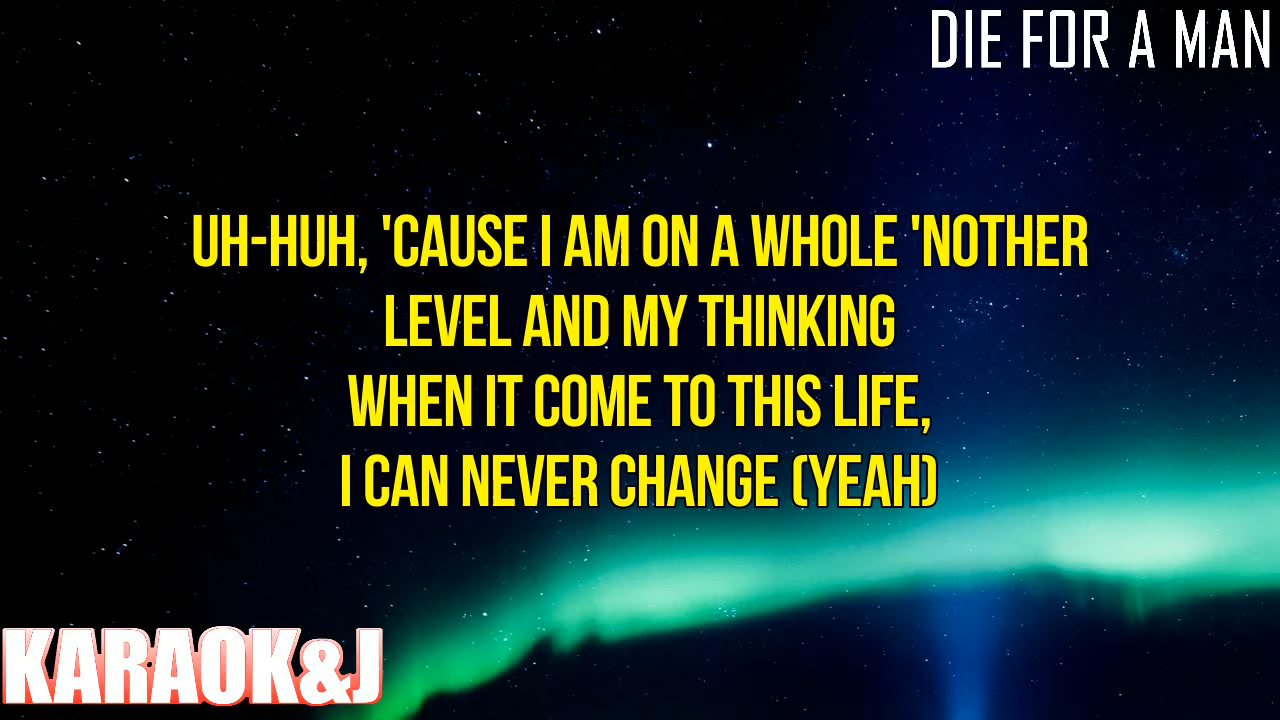 DIE FOR A MAN
UH-HUH, 'CAUSE I AM ON A WHOLE 'NOTHER
LEVEL AND MY THINKING
WHEN IT COME TO THIS LIFE,
I CAN NEVER CHANGE (YEAH)
KARAOK&J